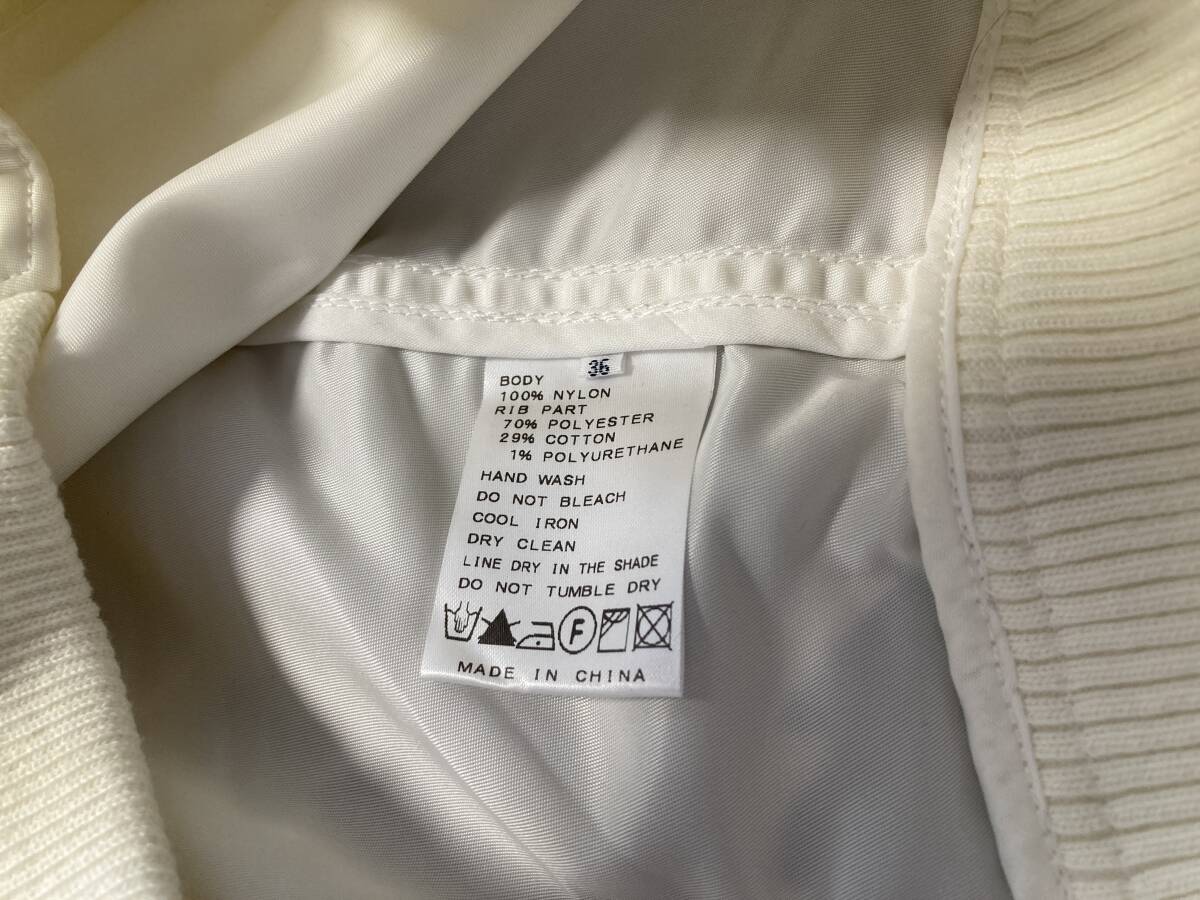 36
BODY
100% NYLON
RIB PART
70% POLYESTER
29% COTTON
1% POLYURETHANE
HAND WASH
DO NOT BLEACH
COOL IRON
DRY CLEAN
LINE DRY IN THE SHADE
DO NOT TUMBLE DRY
F
MADE IN CHINA